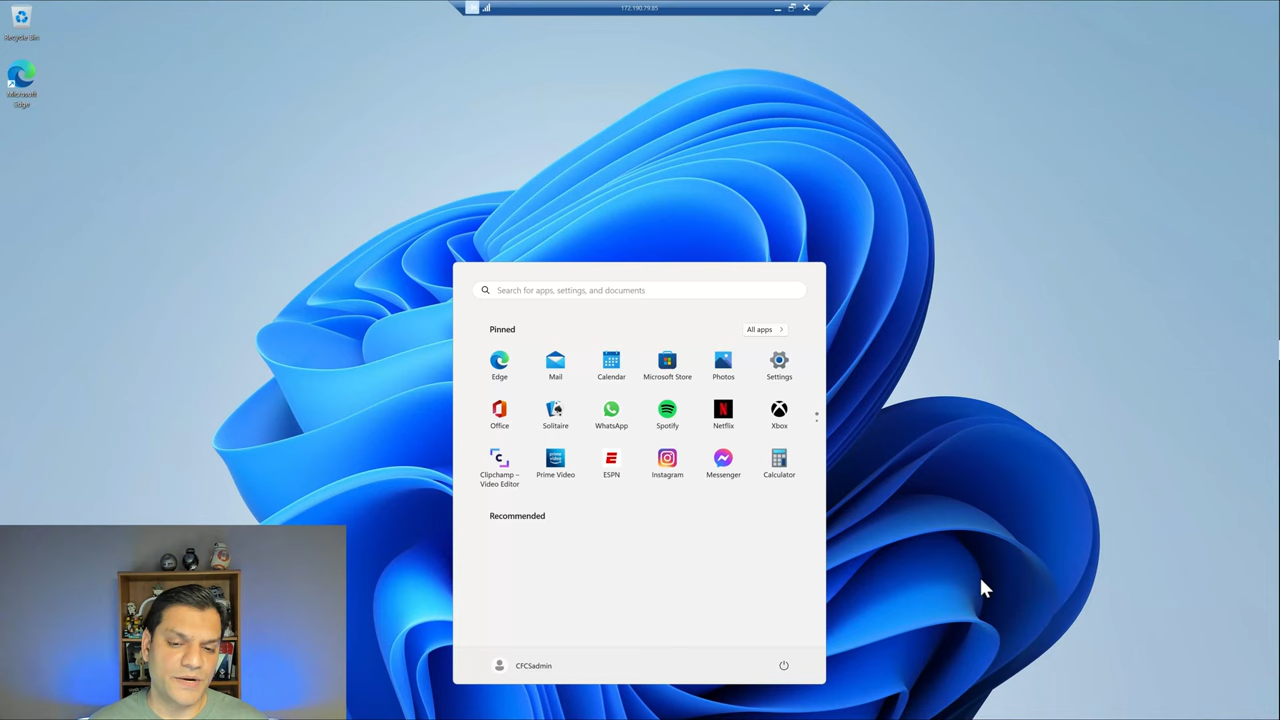 172.190.79.85
Recycle Bin
Microsoft
Edge
Search for apps, settings, and documents
Pinned
All apps
Edge
Mail
Calendar
Microsoft Store
Photos
Settings
Office
Solitaire
WhatsApp
Spotify
Netflix
Xbox
Clipchamp –
Video Editor
Prime Video
ESPN
Instagram
Messenger
Calculator
Recommended
CFCSadmin